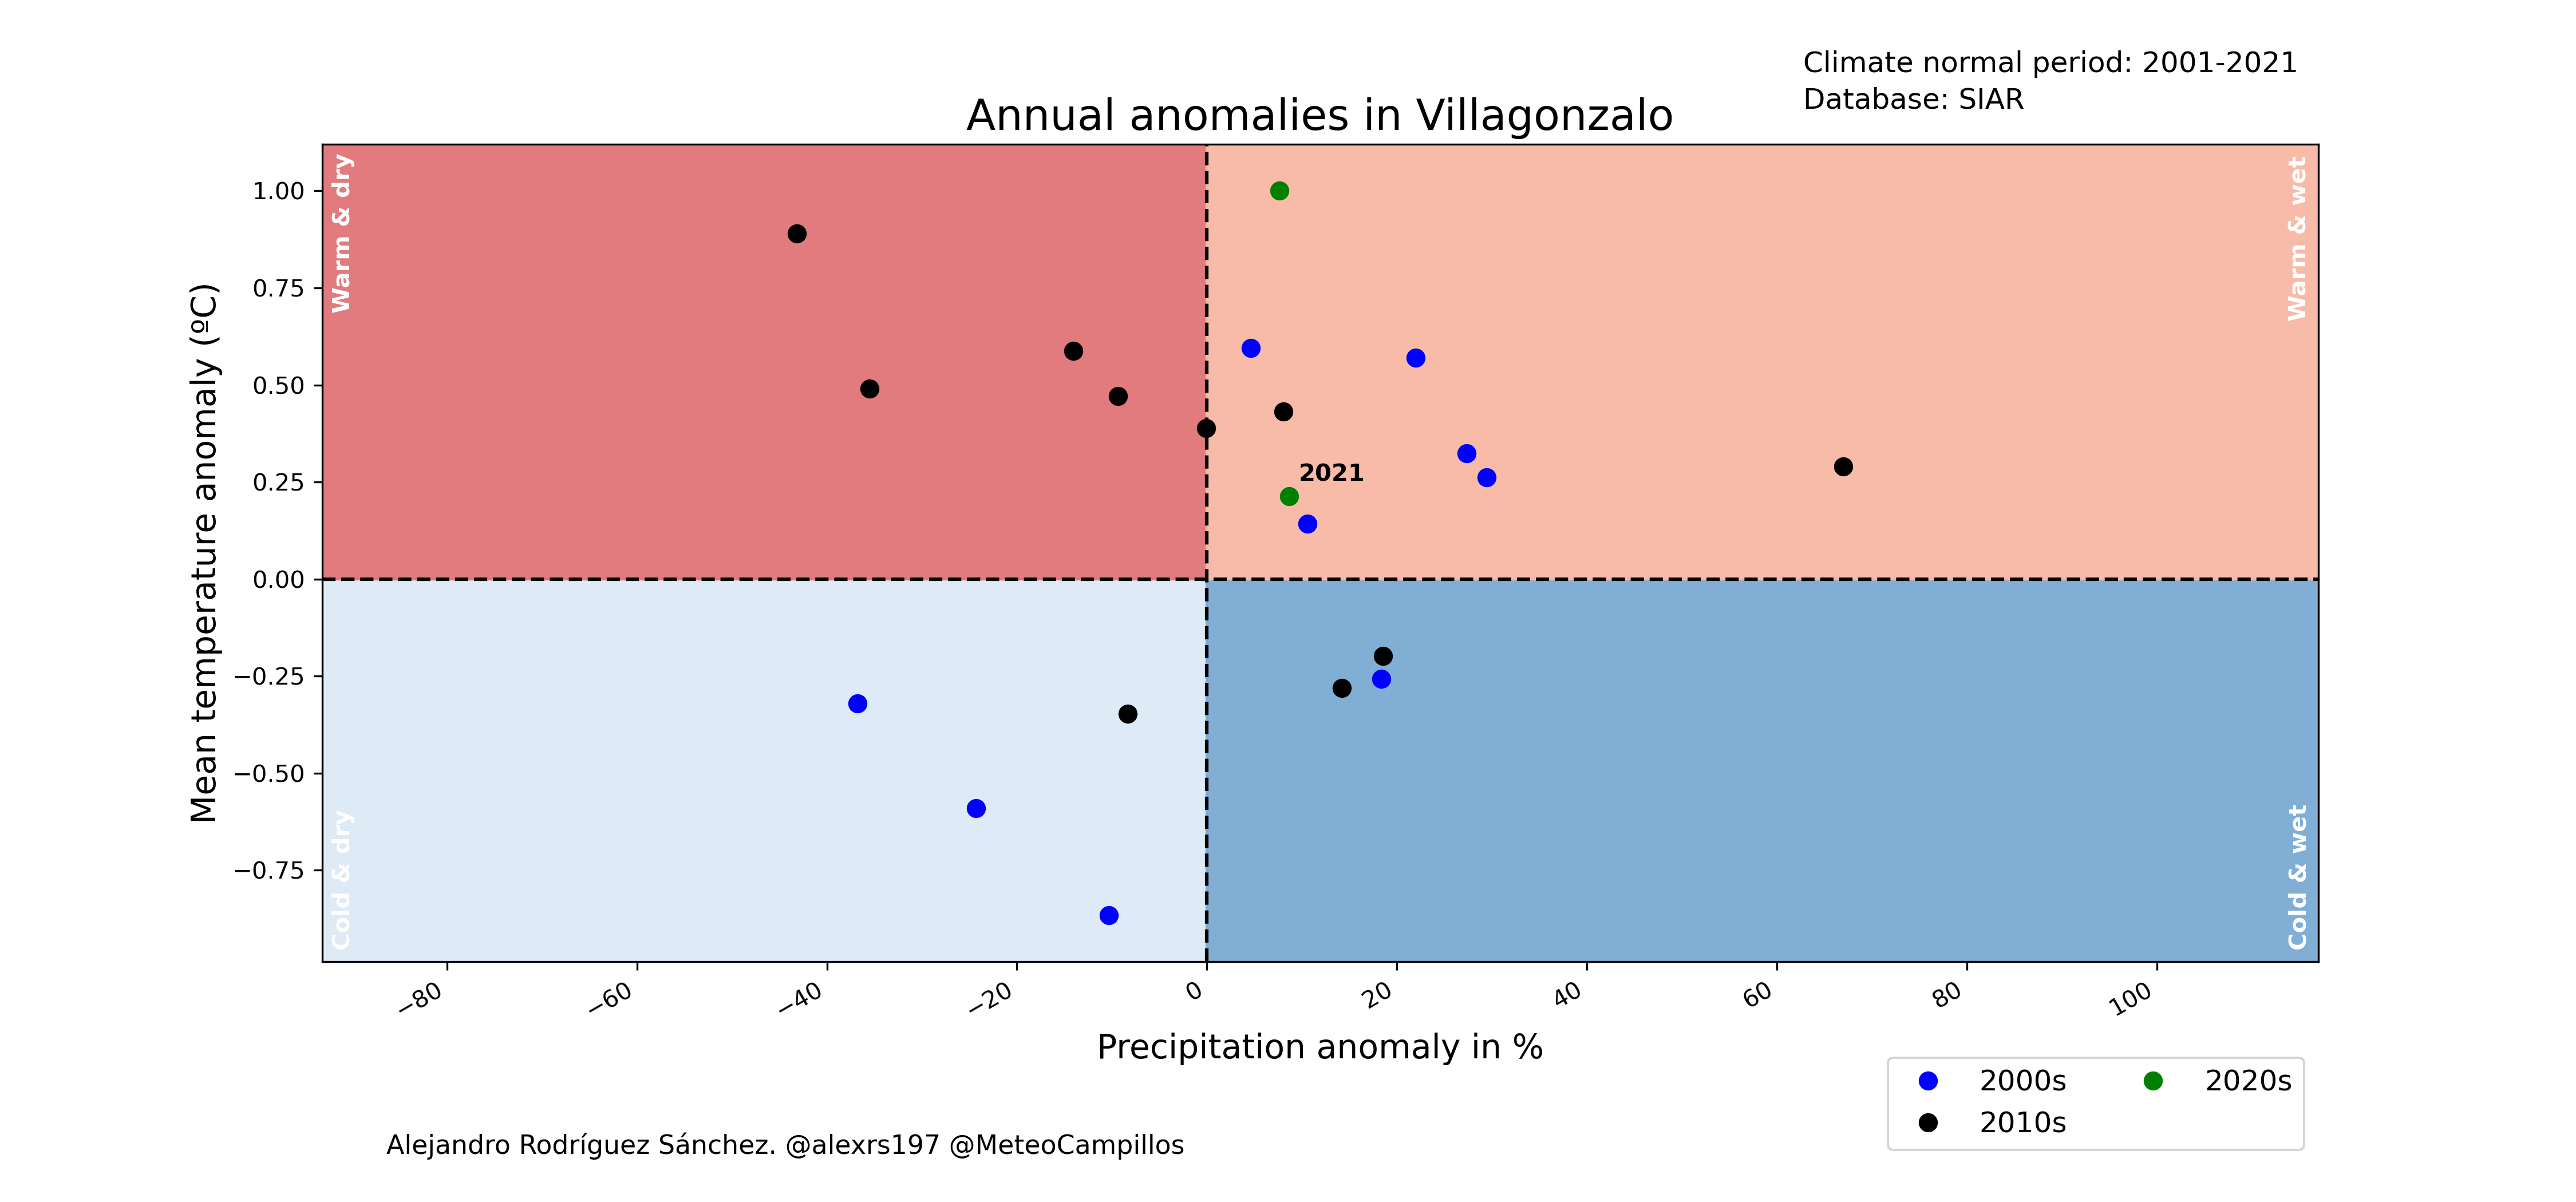 Climate normal period: 2001-2021
Database: SIAR
Annual anomalies in Villagonzalo
Warm & dry
Warm & wet
Cold & dry
Cold & wet
Mean temperature anomaly (ºC)
1.00
0.75
0.50
0.25
0.00
−0.25
−0.50
−0.75
2021
−80
−60
−40
−20
0
20
40
60
80
100
Precipitation anomaly in %
2000s
2010s
2020s
Alejandro Rodríguez Sánchez. @alexrs197 @MeteoCampillos